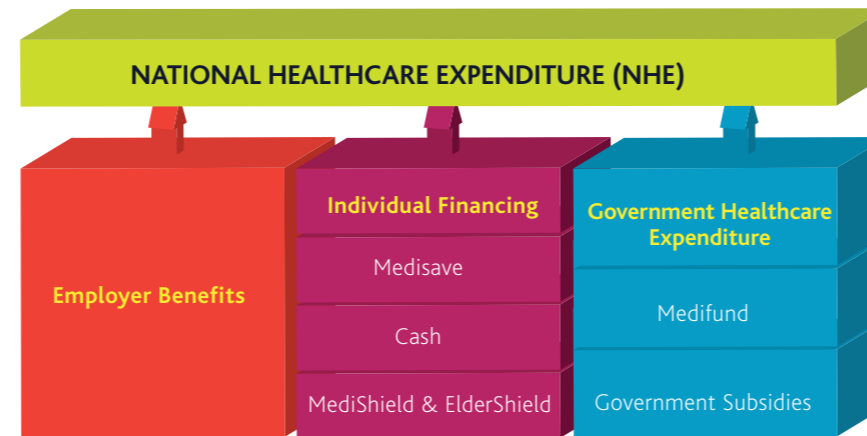 NATIONAL HEALTHCARE EXPENDITURE (NHE)
Employer Benefits
Individual Financing
Medisave
Cash
MediShield & ElderShield
Government Healthcare
Expenditure
Medifund
Government Subsidies